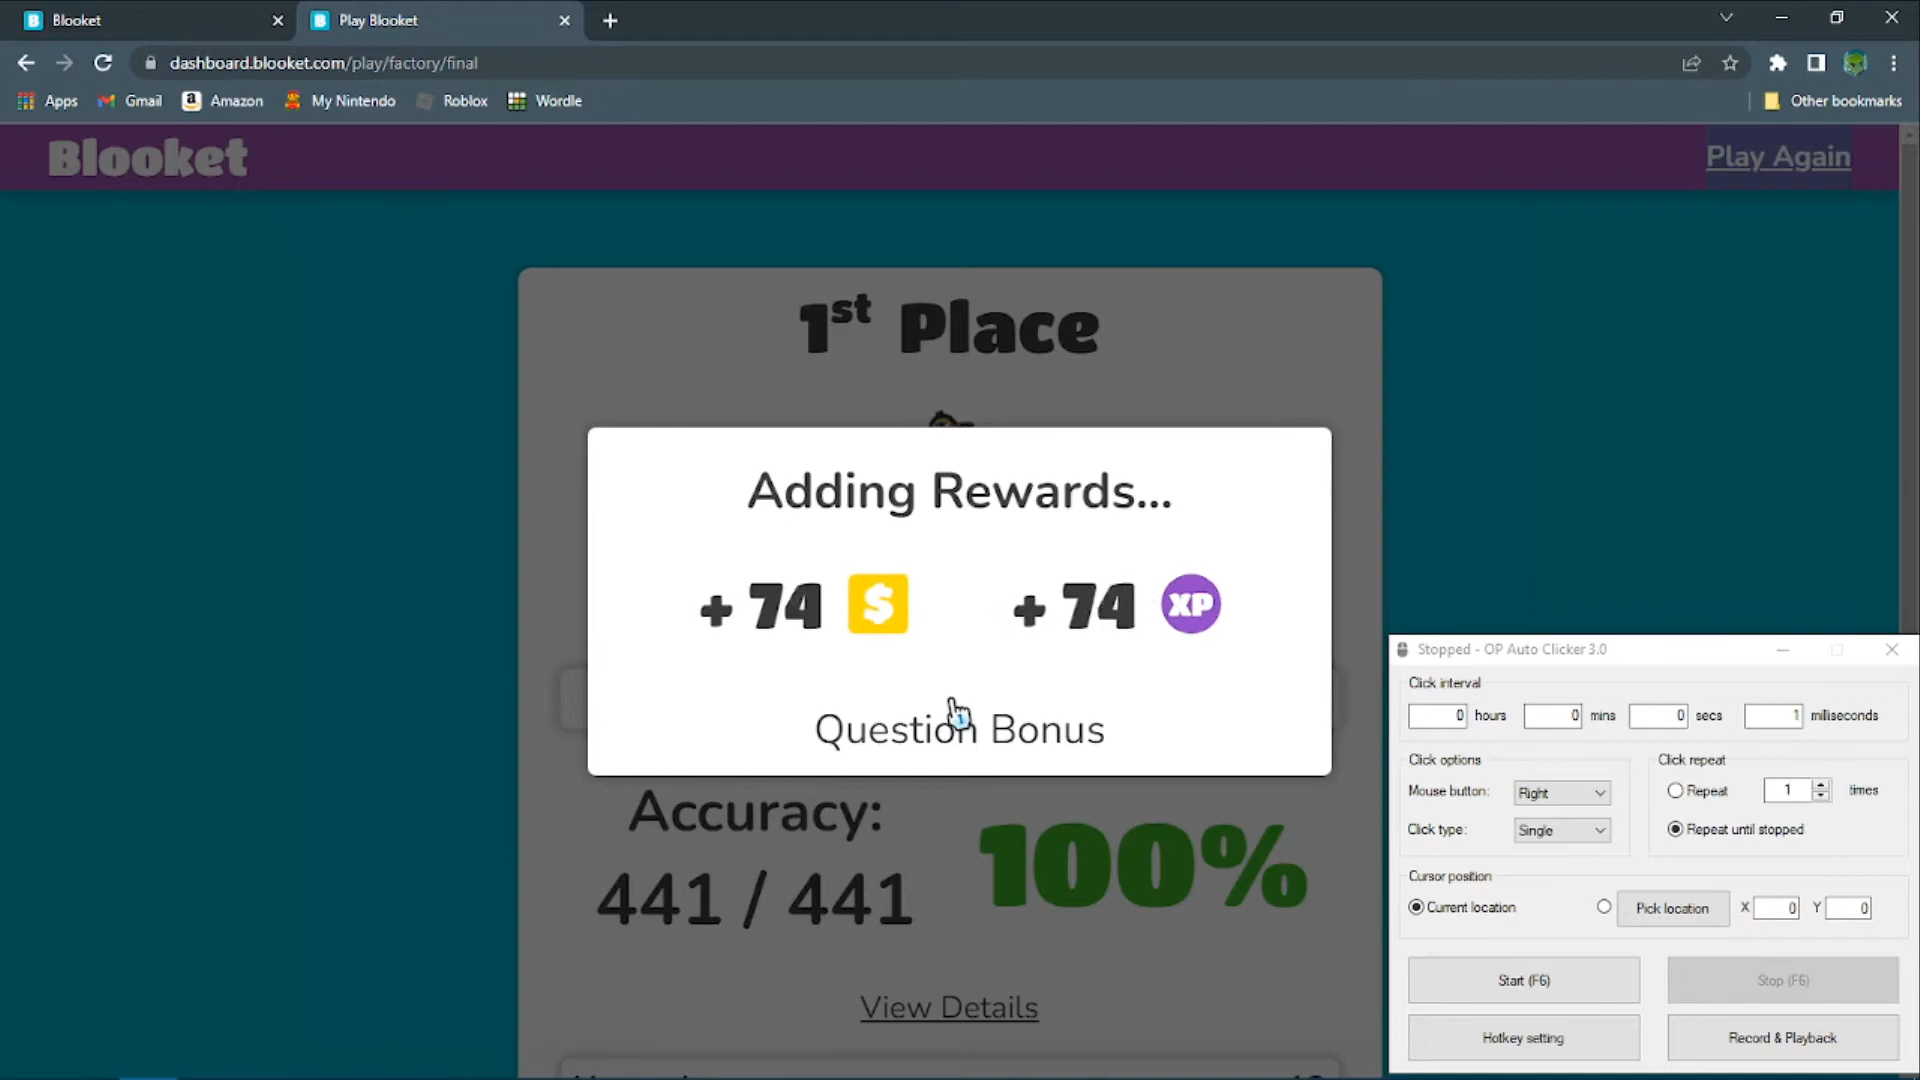 Blooket
Play Blooket
dashboard.blooket.com/play/factory/final
Apps
Gmail
Amazon
My Nintendo
Roblox
Wordle
Other bookmarks
Blooket
Play Again
1st Place
Adding Rewards...
+ 74 $ + 74 XP
Question Bonus
Accuracy:
441 / 441
100%
View Details
Stopped - OP Auto Clicker 3.0
Click interval
0 hours 0 mins 0 secs 1 milliseconds
Click options
Mouse button: Right
Click type: Single
Click repeat
Repeat 1 times
Repeat until stopped
Cursor position
Current location
Pick location X 0 Y 0
Start (F6)
Stop (F6)
Hotkey setting
Record & Playback